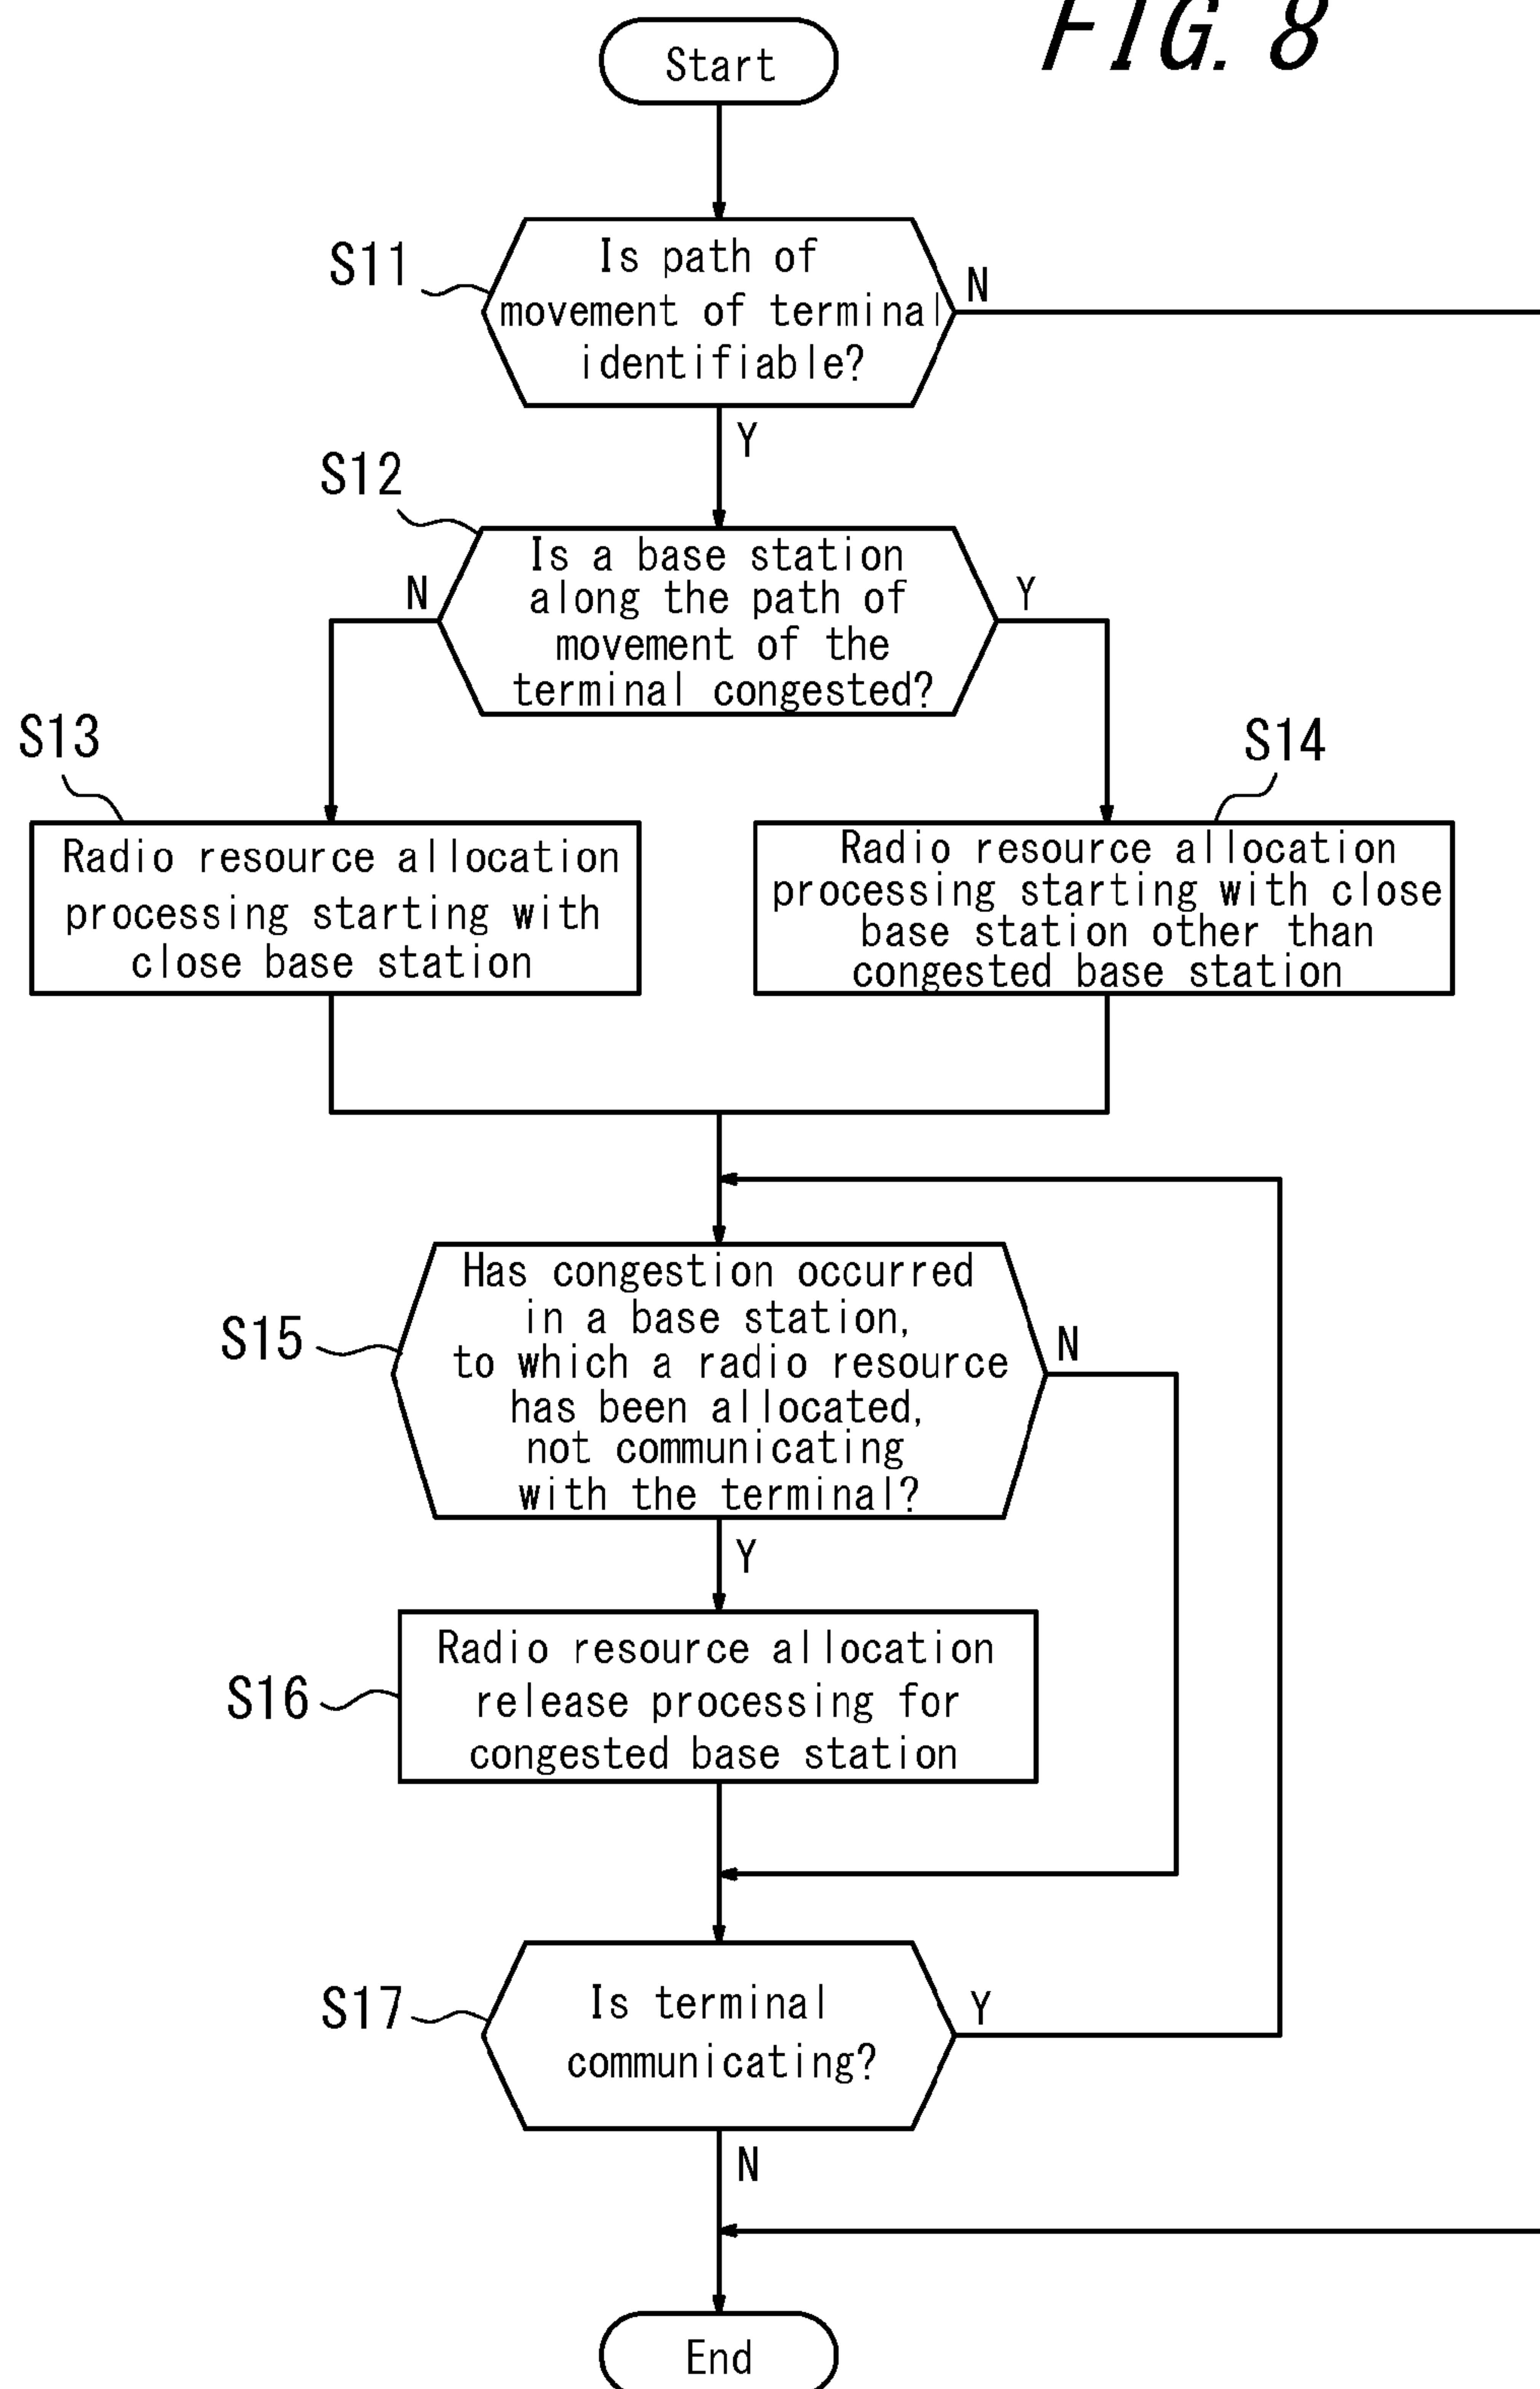 FIG. 8
Start
S11
Is path of
movement of terminal
identifiable?
N
Y
S12
Is a base station
along the path of
movement of the
terminal congested?
N
Y
S13
Radio resource allocation
processing starting with
close base station
S14
Radio resource allocation
processing starting with close
base station other than
congested base station
S15
Has congestion occurred
in a base station,
to which a radio resource
has been allocated,
not communicating
with the terminal?
N
Y
S16
Radio resource allocation
release processing for
congested base station
S17
Is terminal
communicating?
Y
N
End